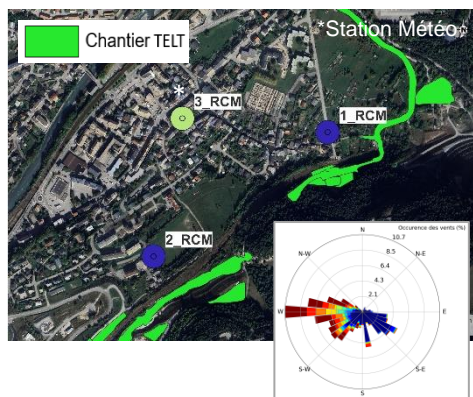 *Station Météo
Chantier TELT
*
3_RCM
1_RCM
2_RCM
Occurence des vents (%)
N
10.7
N-W
8.5
N-E
6.4
4.3
2.1
W
E
S-W
S-E
S